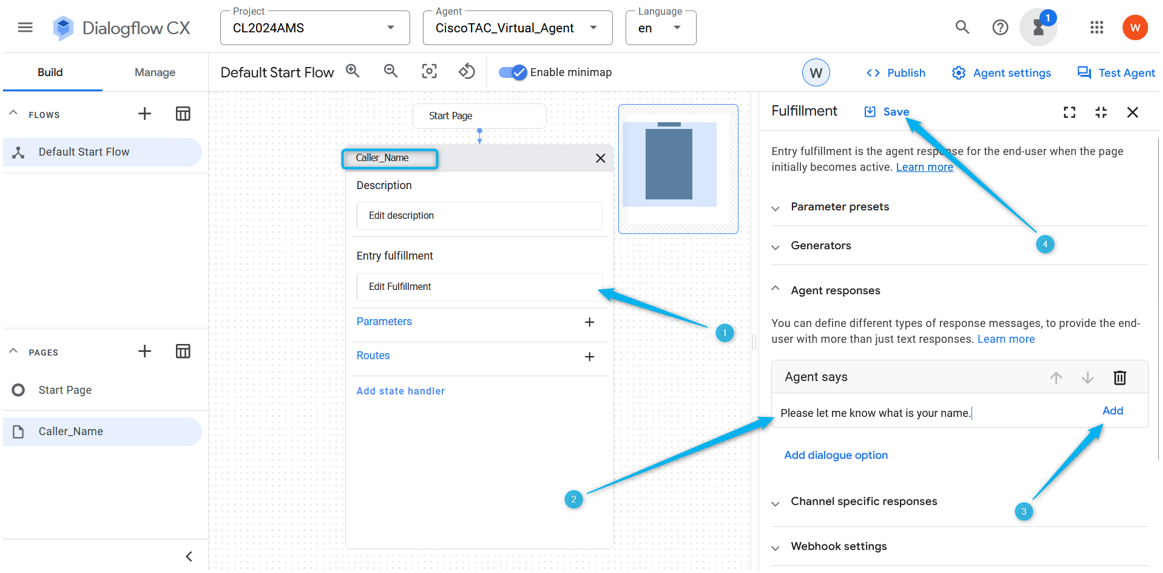 Dialogflow CX
Project
CL2024AMS
Agent
CiscoTAC_Virtual_Agent
Language
en
1
W
Build
Manage
Default Start Flow
Enable minimap
W
Publish
Agent settings
Test Agent
FLOWS
Default Start Flow
PAGES
Start Page
Caller_Name
Start Page
Caller_Name
Description
Edit description
Entry fulfillment
Edit Fulfillment
Parameters
Routes
Add state handler
1
2
Fulfillment
Save
Entry fulfillment is the agent response for the end-user when the page
initially becomes active. Learn more
Parameter presets
4
Generators
Agent responses
You can define different types of response messages, to provide the end-
user with more than just text responses. Learn more
Agent says
Please let me know what is your name.
Add
Add dialogue option
Channel specific responses
3
Webhook settings